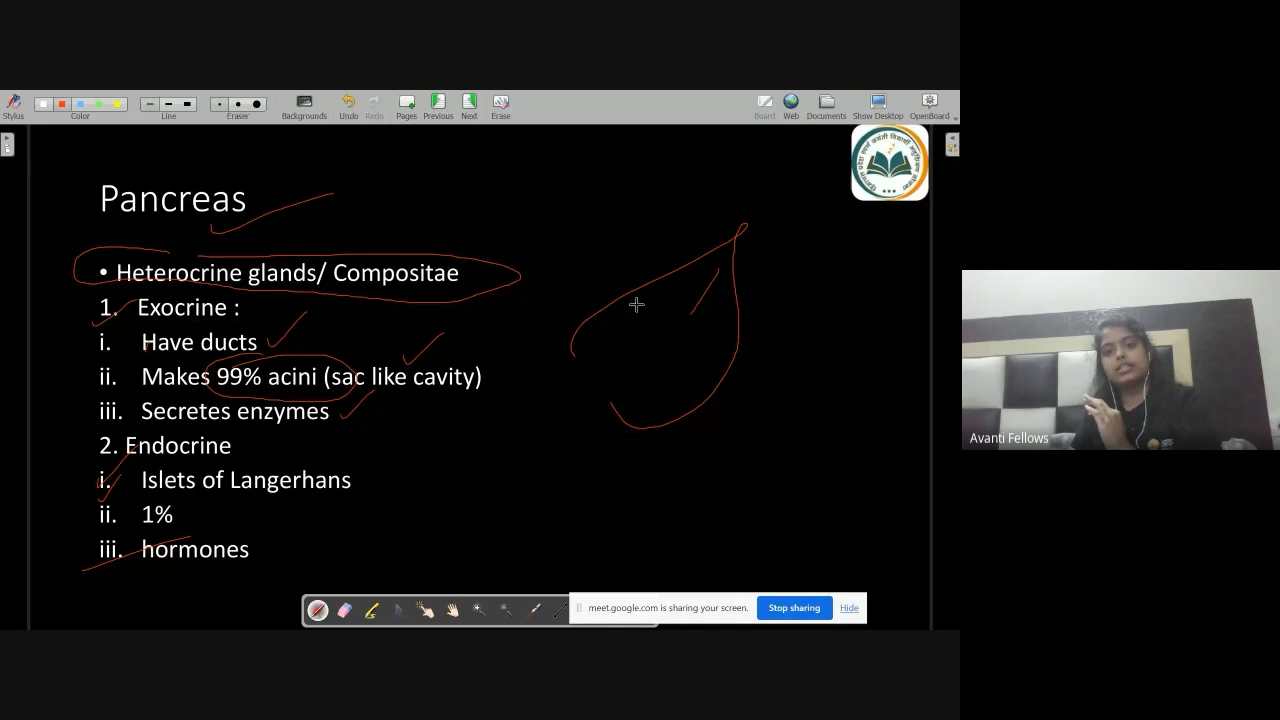 Stylus
Color
Line
Eraser
Backgrounds
Undo
Redo
Pages
Previous
Next
Erase
Board
Web
Documents
Show Desktop
OpenBoard
Pancreas
• Heterocrine glands/ Compositae
1. Exocrine :
i. Have ducts
ii. Makes 99% acini (sac like cavity)
iii. Secretes enzymes
2. Endocrine
i. Islets of Langerhans
ii. 1%
iii. hormones
meet.google.com is sharing your screen.
Stop sharing
Hide
Avanti Fellows